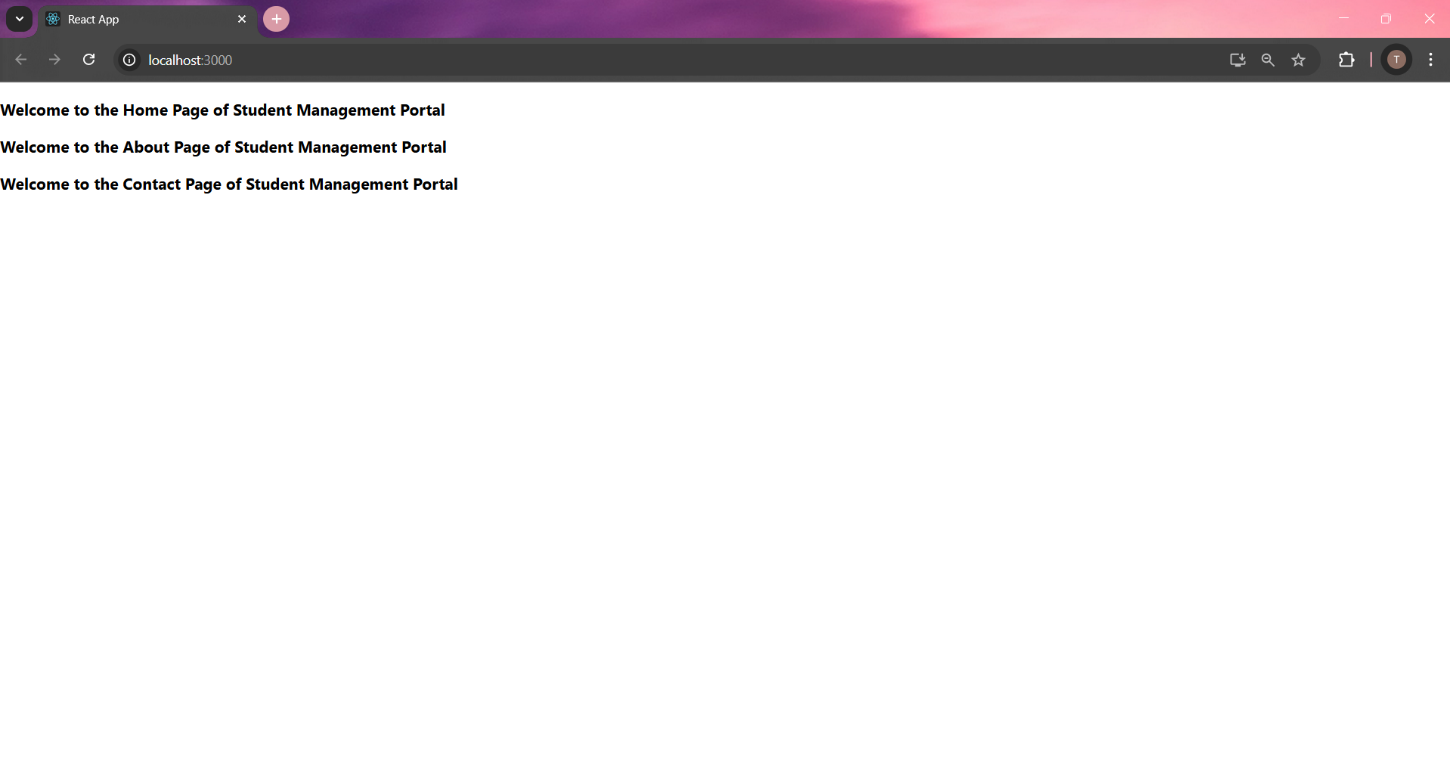 React App
localhost:3000
T
Welcome to the Home Page of Student Management Portal
Welcome to the About Page of Student Management Portal
Welcome to the Contact Page of Student Management Portal